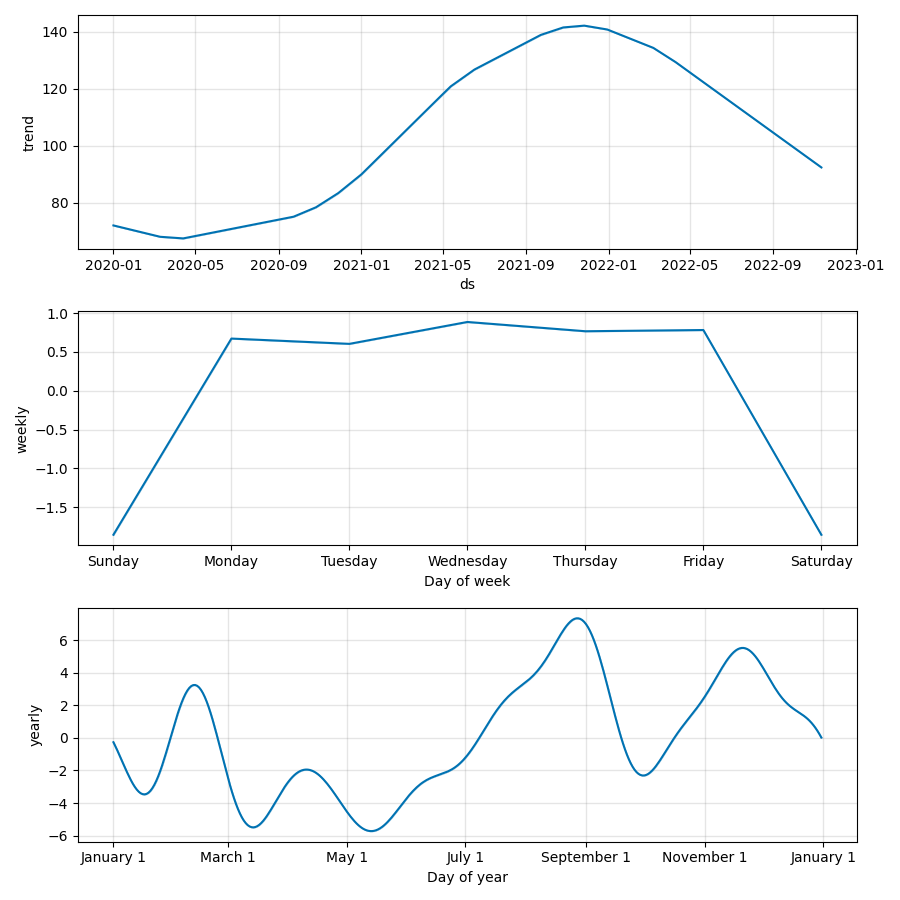 trend
140
120
100
80
2020-01 2020-05 2020-09 2021-01 2021-05 2021-09 2022-01 2022-05 2022-09 2023-01
ds
weekly
1.0
0.5
0.0
−0.5
−1.0
−1.5
Sunday Monday Tuesday Wednesday Thursday Friday Saturday
Day of week
yearly
6
4
2
0
−2
−4
−6
January 1 March 1 May 1 July 1 September 1 November 1 January 1
Day of year